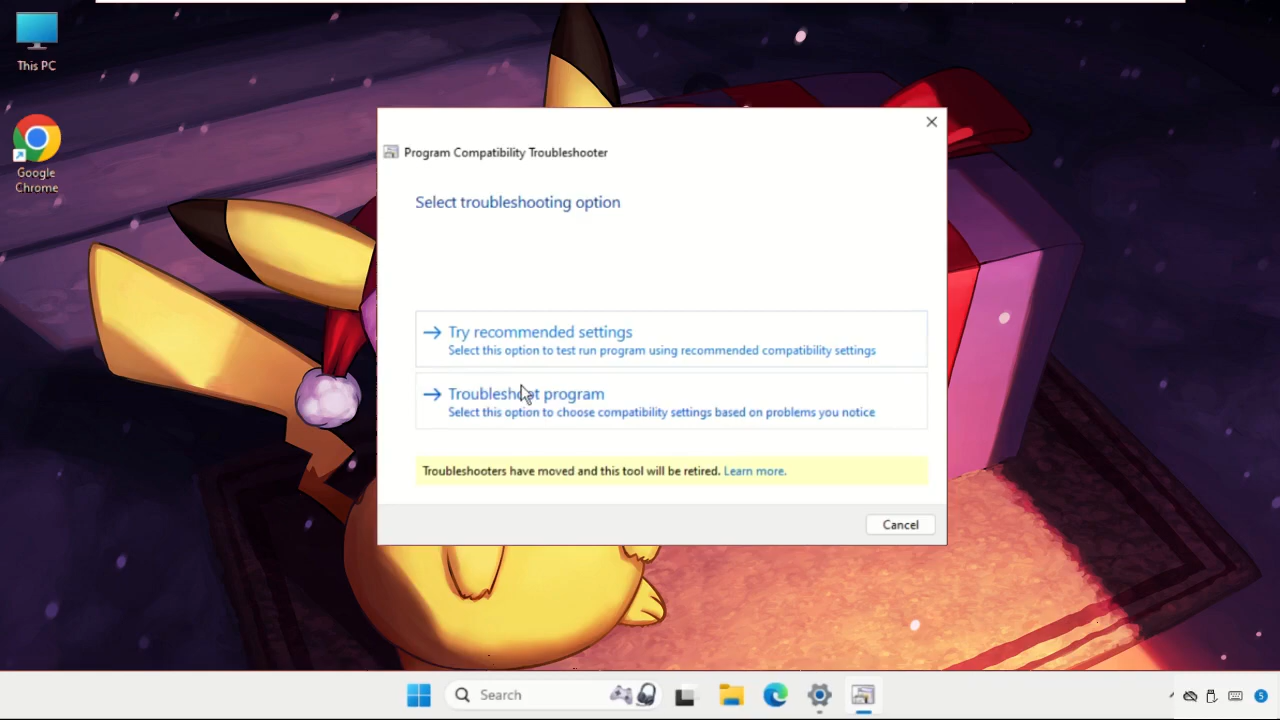 This PC
Google
Chrome
Program Compatibility Troubleshooter
Select troubleshooting option
Try recommended settings
Select this option to test run program using recommended compatibility settings
Troubleshoot program
Select this option to choose compatibility settings based on problems you notice
Troubleshooters have moved and this tool will be retired. Learn more.
Cancel
Search
5